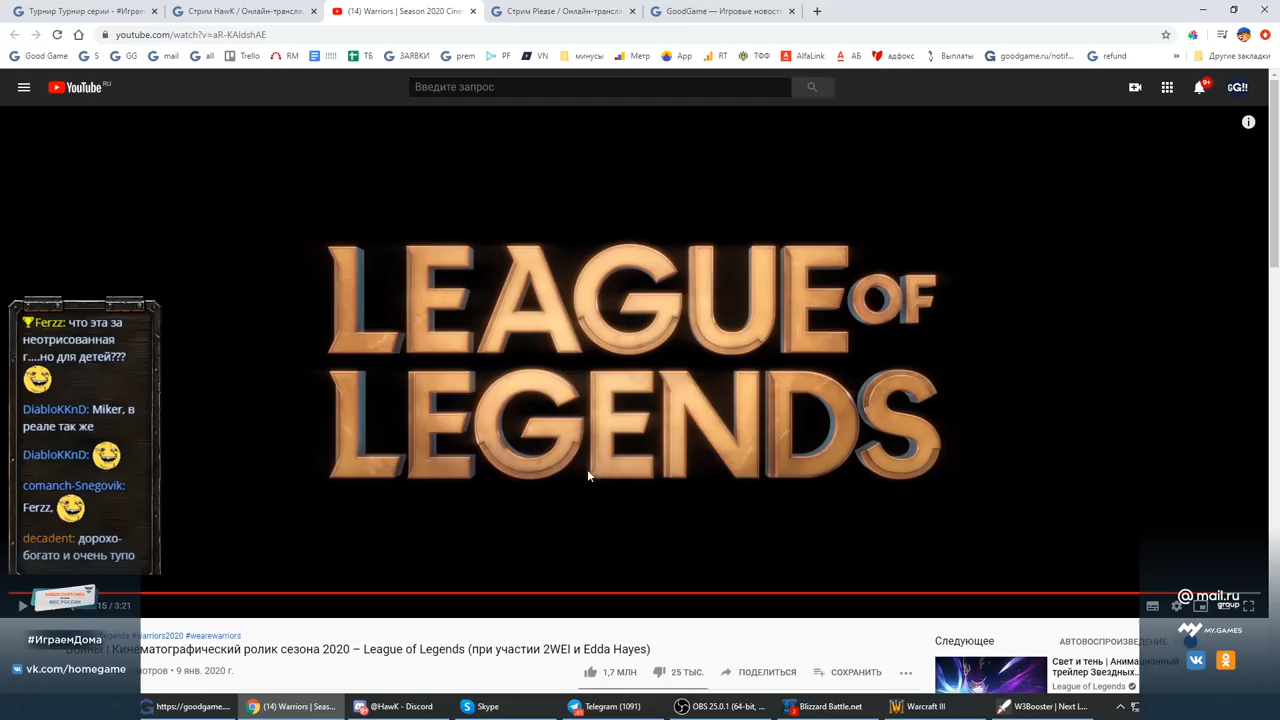 Турнир Турнир серии - #Играе
Стрим HawK / Онлайн-трансля
(14) Warriors | Season 2020 Cine
Стрим Please / Онлайн-трансл
GoodGame — Игровые новост
youtube.com/watch?v=aR-KAldshAE
Good Game
GG
mail
all
Trello
RM
!!!!!
ТБ
ЗАЯВКИ
prem
PF
VN
минусы
Метр
App
RT
ТФФ
AlfaLink
АБ
адфокс
Выплаты
goodgame.ru/notif...
refund
»
Другие закладки
YouTube RU
Введите запрос
9+
GG!!
LEAGUE OF
LEGENDS
Ferzz: что эта за
неотрисованная
г....но для детей???
DiabloKKnD: Miker, в
реале так же
DiabloKKnD:
comanch-Snegovik:
Ferzz,
decadent: дорохо-
богато и очень тупо
ФКС РОССИИ
15 / 3:21
@mail.ru
group
MY.GAMES
#ИграемДома
vk.com/homegame
#warriors2020 #wearewarriors
Воины | Кинематографический ролик сезона 2020 – League of Legends (при участии 2WEI и Edda Hayes)
мотров • 9 янв. 2020 г.
1,7 МЛН
25 ТЫС.
ПОДЕЛИТЬСЯ
СОХРАНИТЬ
Следующее
АВТОВОСПРОИЗВЕДЕНИЕ
Свет и тень | Анимационный
трейлер Звездных...
League of Legends
https://goodgame....
(14) Warriors | Seas...
@HawK - Discord
Skype
Telegram (1091)
OBS 25.0.1 (64-bit, ...
Blizzard Battle.net
Warcraft III
W3Booster | Next L...